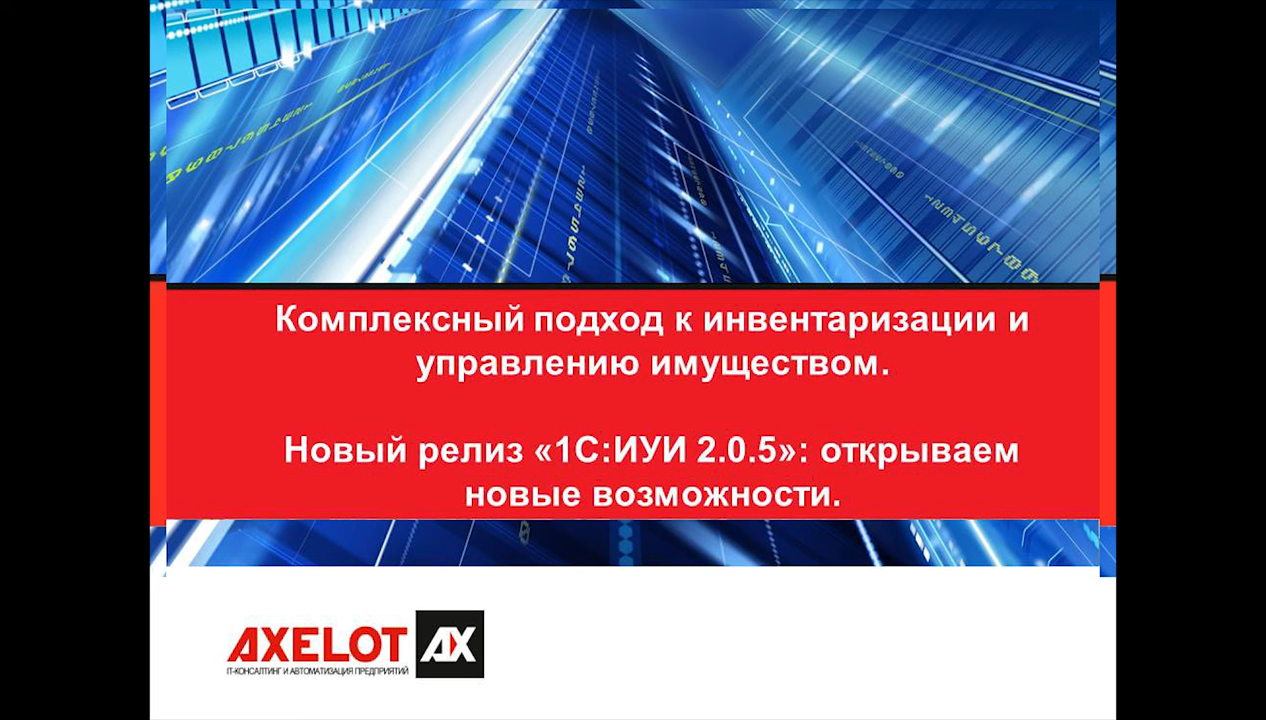 Комплексный подход к инвентаризации и
управлению имуществом.
Новый релиз «1С:ИУИ 2.0.5»: открываем
новые возможности.
AXELOT AX
IT-КОНСАЛТИНГ И АВТОМАТИЗАЦИЯ ПРЕДПРИЯТИЙ